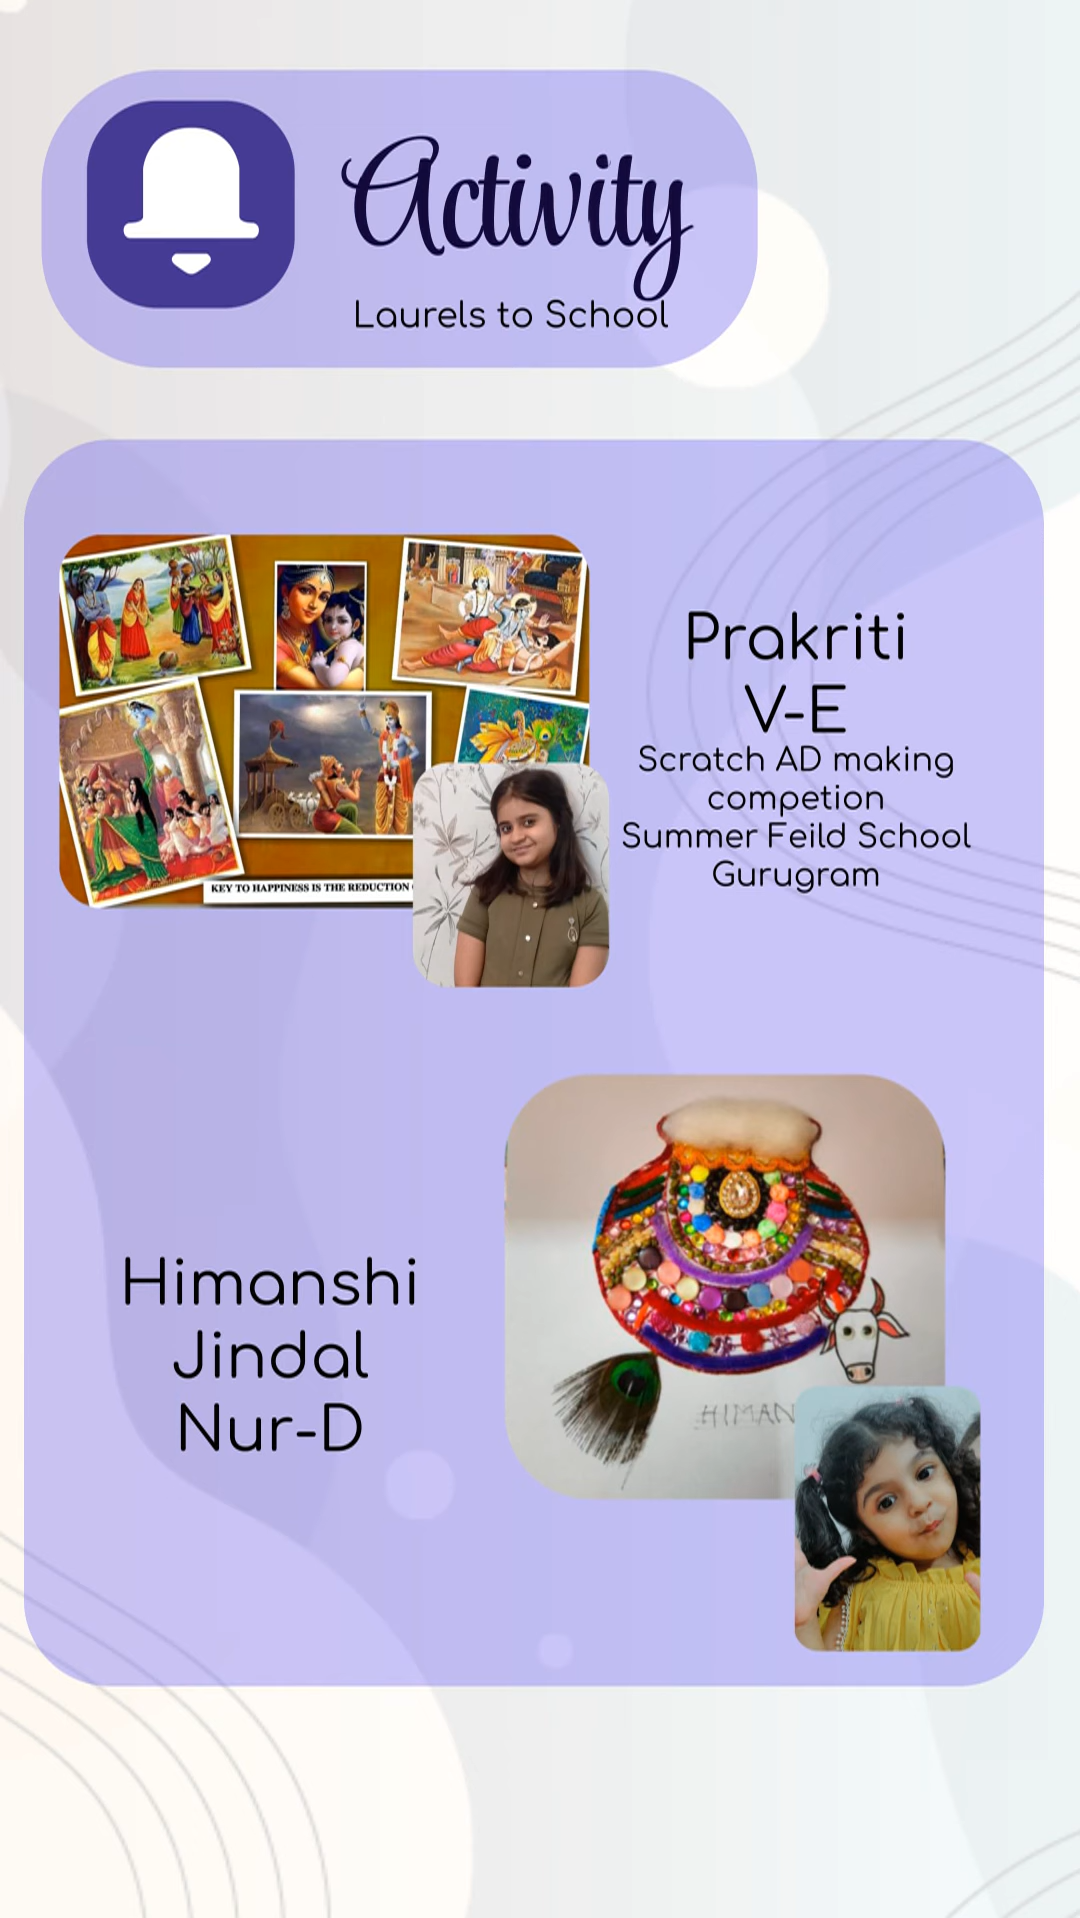 Activity
Laurels to School
KEY TO HAPPINESS IS THE REDUCTION
Prakriti
V-E
Scratch AD making
competion
Summer Feild School
Gurugram
Himanshi
Jindal
Nur-D
HIMAN